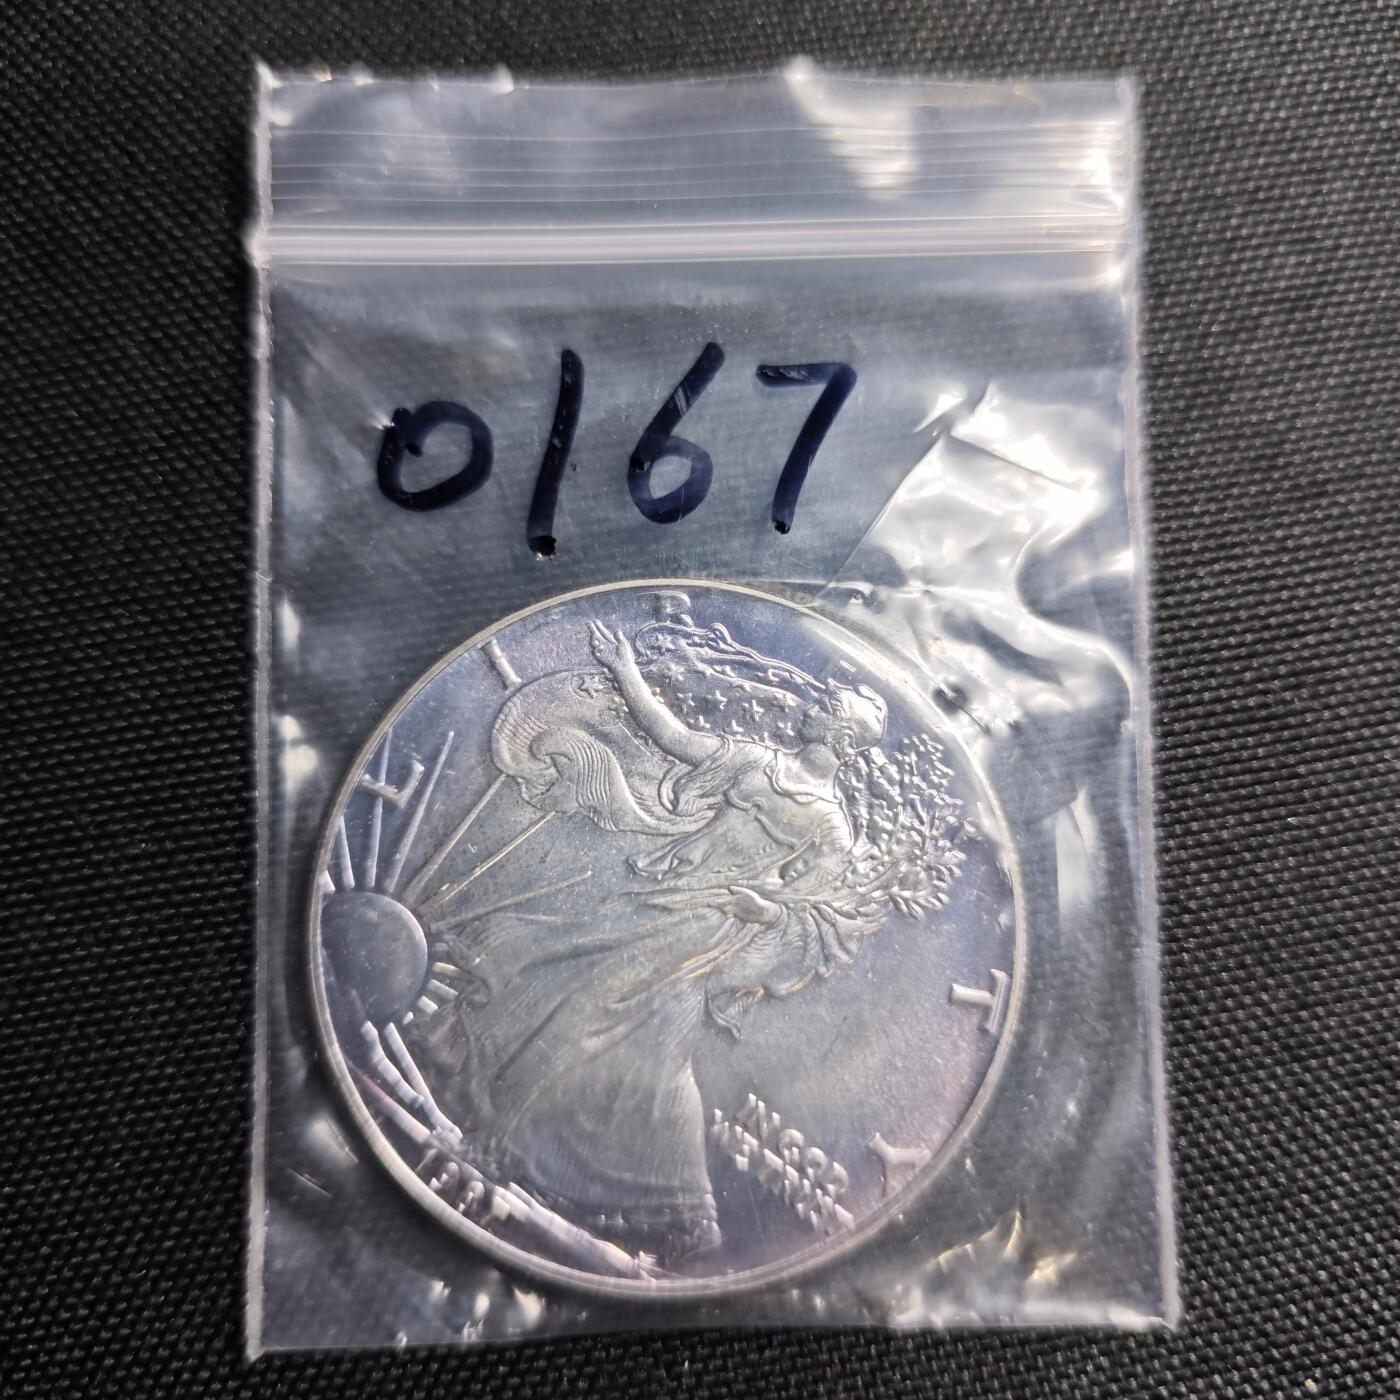 0167
LIBERTY
IN GOD
WE TRUST